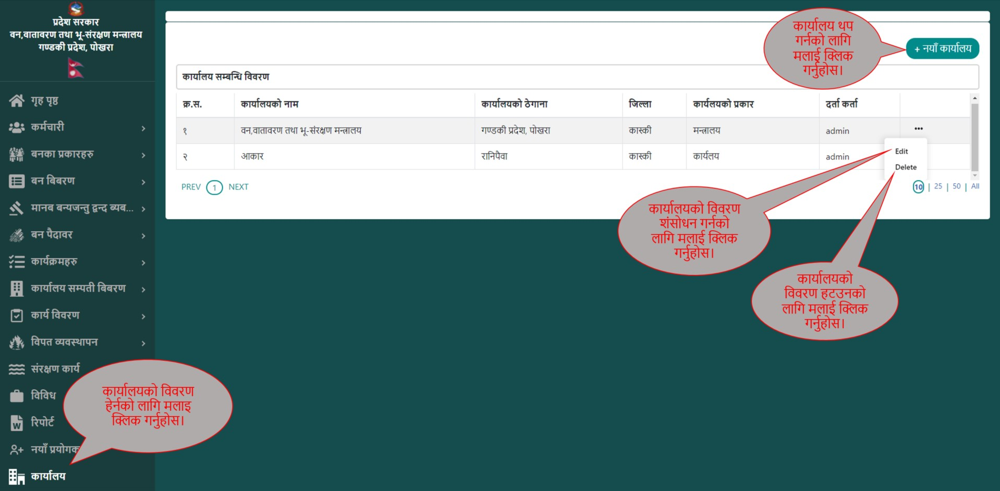 प्रदेश सरकार
वन,वातावरण तथा भू-संरक्षण मन्त्रालय
गण्डकी प्रदेश, पोखरा
गृह पृष्ठ
कर्मचारी
बनका प्रकारहरु
बन बिबरण
मानब बन्यजन्तु द्वन्द ब्यब...
बन पैदावर
कार्यक्रमहरु
कार्यालय सम्पती बिबरण
कार्य विवरण
विपत व्यवस्थापन
संरक्षण कार्य
विविध
रिपोर्ट
नयाँ प्रयोगक
कार्यालय
कार्यालयको विवरण
हेर्नको लागि मलाइ
क्लिक गर्नुहोस।
कार्यालय थप
गर्नको लागि
मलाई क्लिक
गर्नुहोस।
+ नयाँ कार्यालय
कार्यालय सम्बन्धि विवरण
क्र.स. कार्यालयको नाम कार्यालयको ठेगाना जिल्ला कार्यलयको प्रकार दर्ता कर्ता
१ वन,वातावरण तथा भू-संरक्षण मन्त्रालय गण्डकी प्रदेश, पोखरा कास्की मन्त्रालय admin •••
२ आकार रानिपैवा कास्की कार्यलय admin
Edit
Delete
PREV 1 NEXT
10 | 25 | 50 | All
कार्यालयको विवरण
शंसोधन गर्नको
लागि मलाई क्लिक
गर्नुहोस।
कार्यालयको
विवरण हटउनको
लागि मलाई क्लिक
गर्नुहोस।